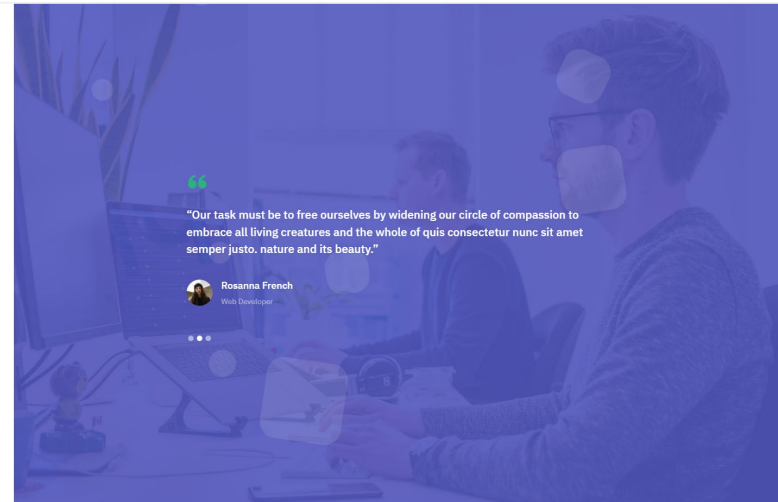 “Our task must be to free ourselves by widening our circle of compassion to
embrace all living creatures and the whole of quis consectetur nunc sit amet
semper justo. nature and its beauty.”
Rosanna French
Web Developer